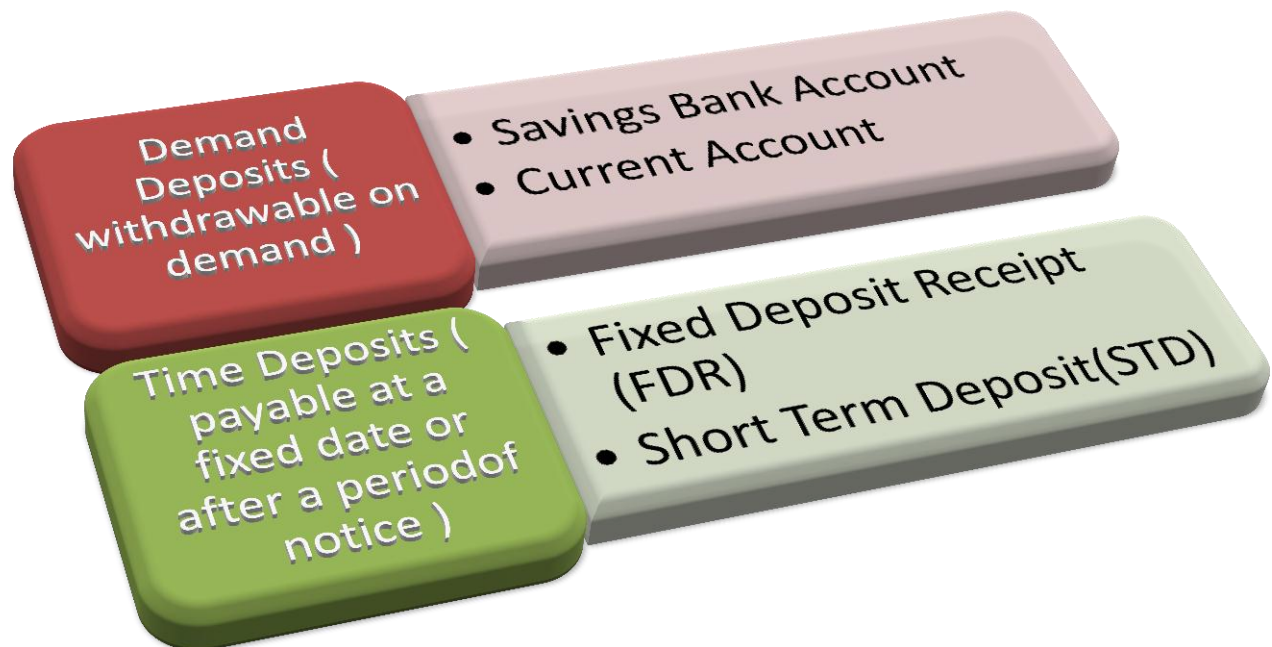 Demand
Deposits (
withdrawable on
demand )
• Savings Bank Account
• Current Account
Time Deposits (
payable at a
fixed date or
after a periodof
notice )
• Fixed Deposit Receipt
(FDR)
• Short Term Deposit(STD)